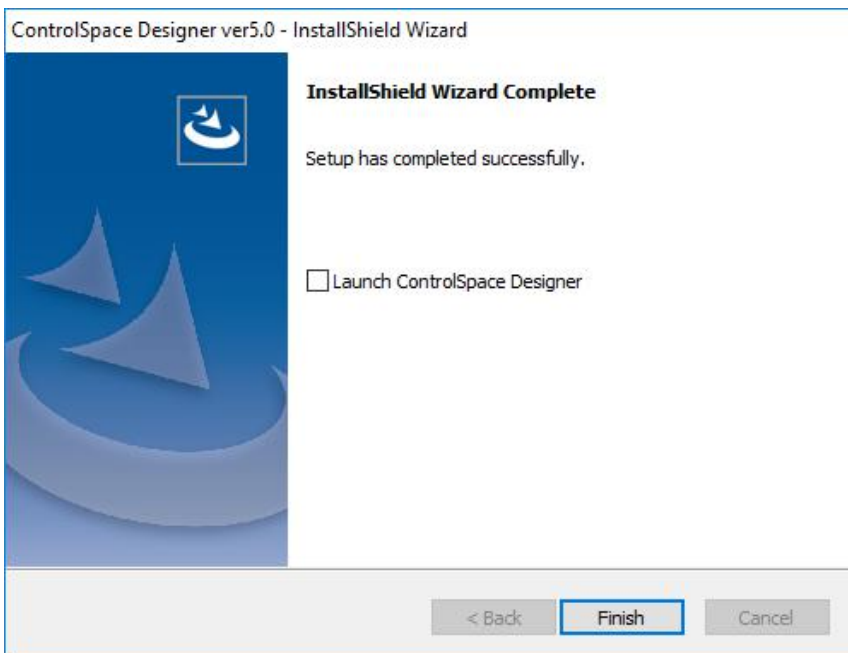 ControlSpace Designer ver5.0 - InstallShield Wizard
InstallShield Wizard Complete
Setup has completed successfully.
Launch ControlSpace Designer
< Back Finish Cancel